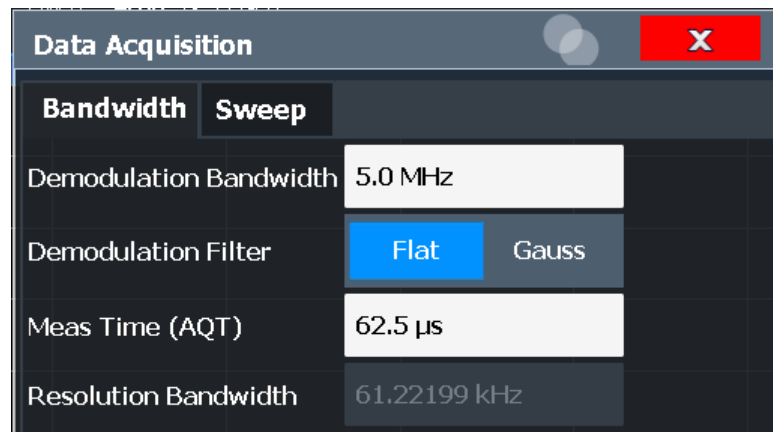 Data Acquisition X
Bandwidth Sweep
Demodulation Bandwidth 5.0 MHz
Demodulation Filter Flat Gauss
Meas Time (AQT) 62.5 µs
Resolution Bandwidth 61.22199 kHz